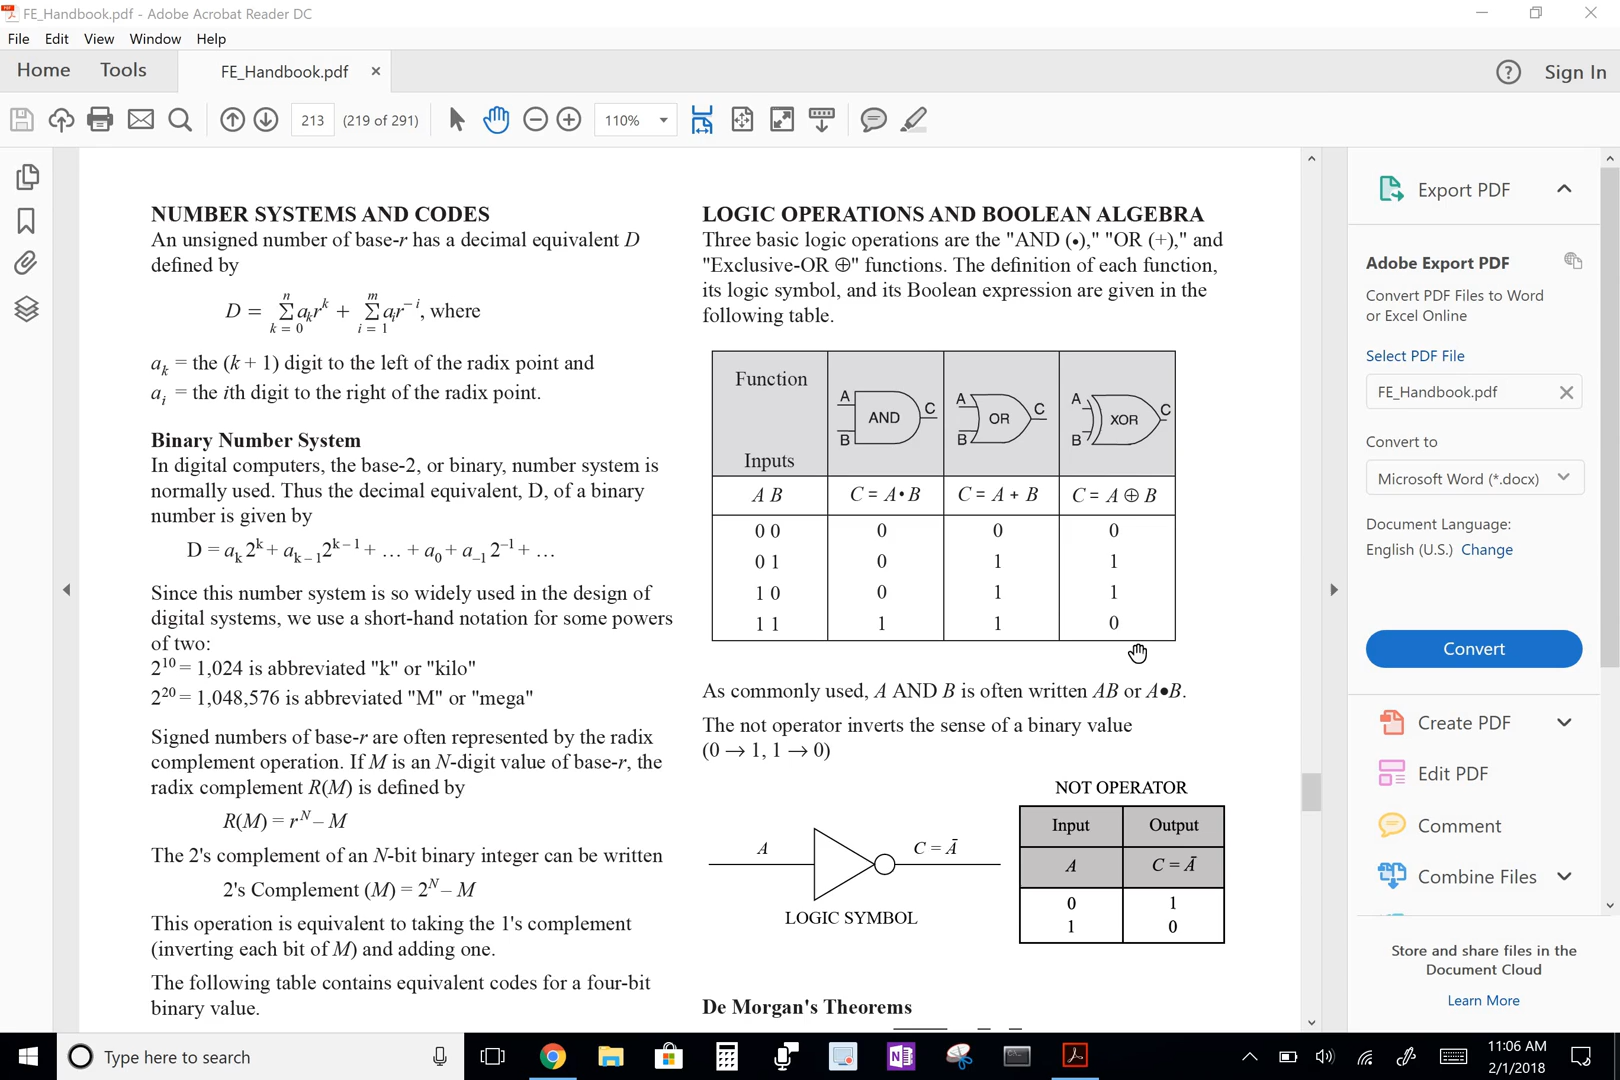 FE_Handbook.pdf - Adobe Acrobat Reader DC
File Edit View Window Help
Home Tools FE_Handbook.pdf × ? Sign In
213 (219 of 291) 110%
NUMBER SYSTEMS AND CODES
An unsigned number of base-r has a decimal equivalent D
defined by
D = Σ_{k = 0}^{n} a_k r^k + Σ_{i = 1}^{m} a_i r^{−i}, where
a_k = the (k + 1) digit to the left of the radix point and
a_i = the ith digit to the right of the radix point.
Binary Number System
In digital computers, the base-2, or binary, number system is
normally used. Thus the decimal equivalent, D, of a binary
number is given by
D = a_k 2^k + a_{k–1} 2^{k–1} + … + a_0 + a_{–1} 2^{–1} + …
Since this number system is so widely used in the design of
digital systems, we use a short-hand notation for some powers
of two:
2^10 = 1,024 is abbreviated "k" or "kilo"
2^20 = 1,048,576 is abbreviated "M" or "mega"
Signed numbers of base-r are often represented by the radix
complement operation. If M is an N-digit value of base-r, the
radix complement R(M) is defined by
R(M) = r^N – M
The 2's complement of an N-bit binary integer can be written
2's Complement (M) = 2^N – M
This operation is equivalent to taking the 1's complement
(inverting each bit of M) and adding one.
The following table contains equivalent codes for a four-bit
binary value.
LOGIC OPERATIONS AND BOOLEAN ALGEBRA
Three basic logic operations are the "AND (•)," "OR (+)," and
"Exclusive-OR ⊕" functions. The definition of each function,
its logic symbol, and its Boolean expression are given in the
following table.
Function
A B AND C A B OR C A B XOR C
Inputs
A B C = A • B C = A + B C = A ⊕ B
0 0 0 0 0
0 1 0 1 1
1 0 0 1 1
1 1 1 1 0
As commonly used, A AND B is often written AB or A●B.
The not operator inverts the sense of a binary value
(0 → 1, 1 → 0)
A C = Ā
LOGIC SYMBOL
NOT OPERATOR
Input Output
A C = Ā
0 1
1 0
De Morgan's Theorems
Export PDF
Adobe Export PDF
Convert PDF Files to Word
or Excel Online
Select PDF File
FE_Handbook.pdf
Convert to
Microsoft Word (*.docx)
Document Language:
English (U.S.) Change
Convert
Create PDF
Edit PDF
Comment
Combine Files
Store and share files in the
Document Cloud
Learn More
Type here to search
11:06 AM
2/1/2018